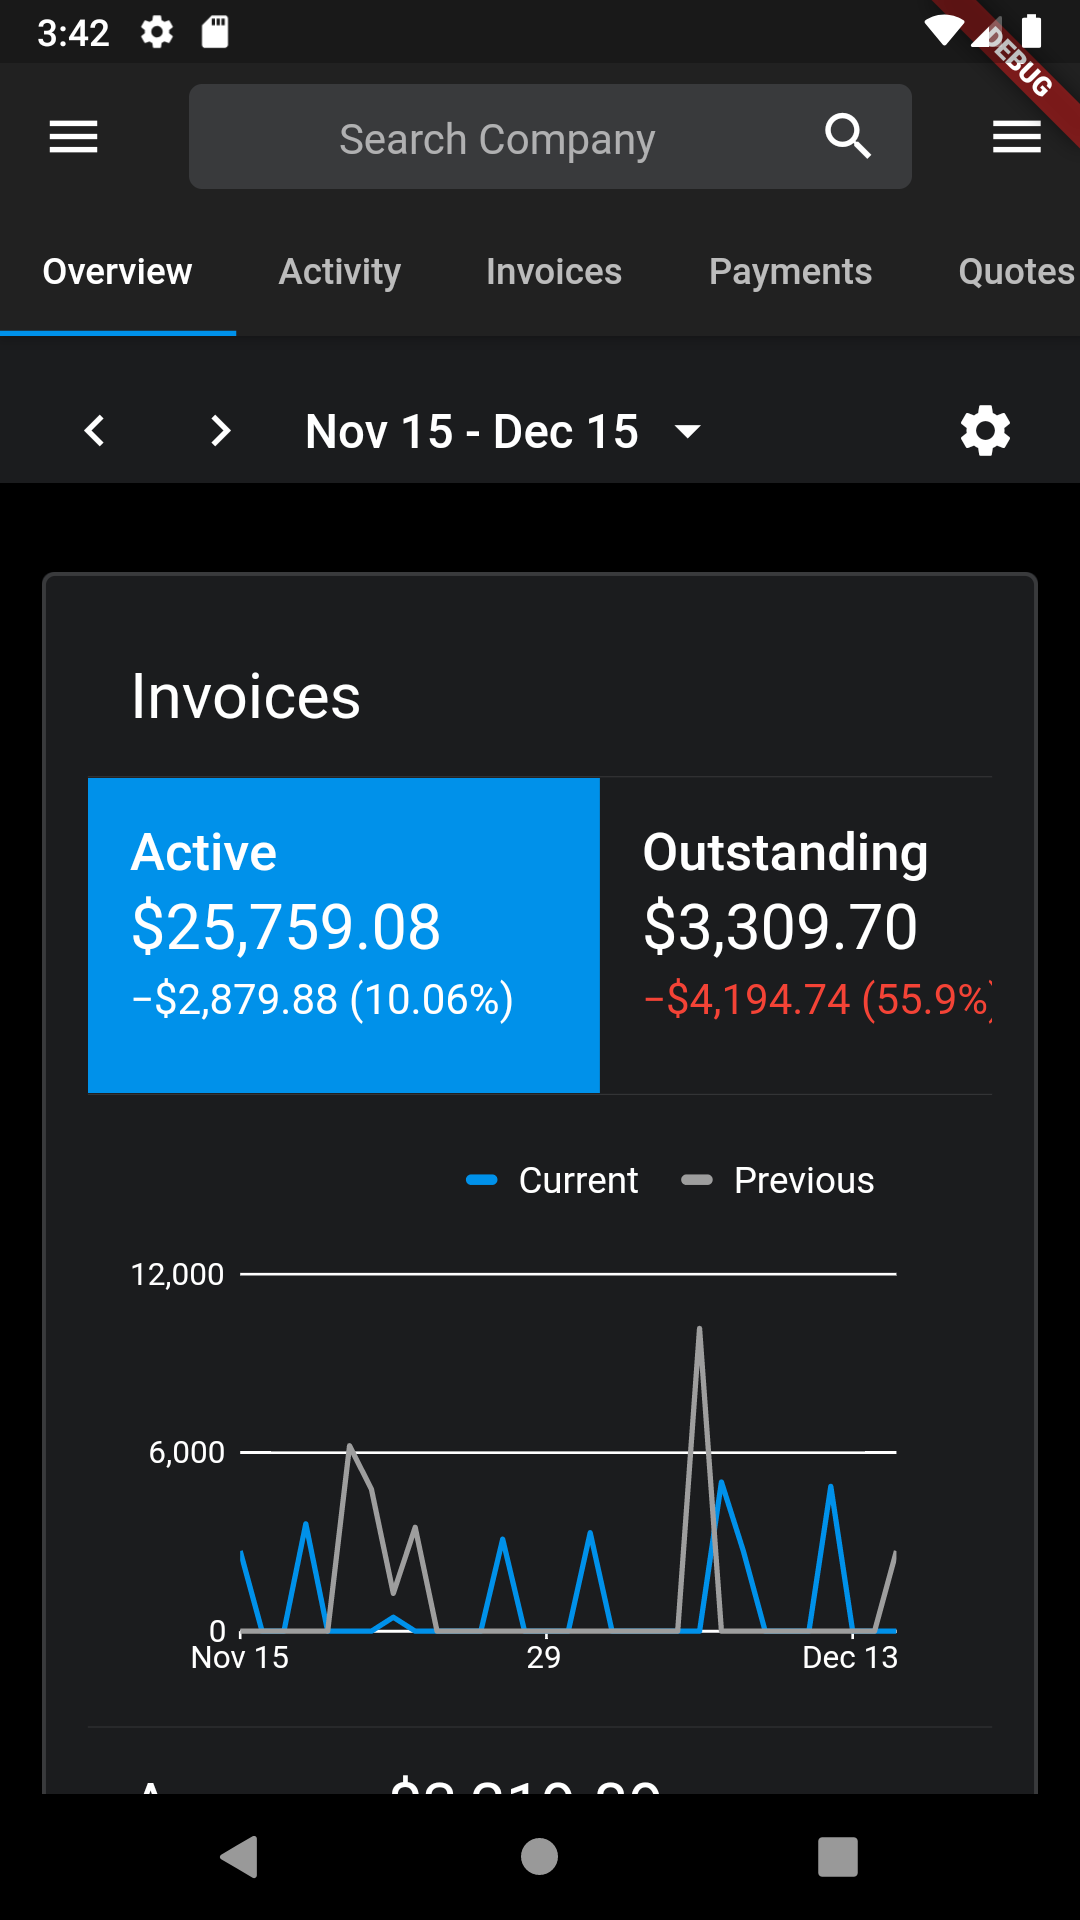 3:42
DEBUG
Search Company
Overview Activity Invoices Payments Quotes
Nov 15 - Dec 15
Invoices
Active Outstanding
$25,759.08 $3,309.70
−$2,879.88 (10.06%) −$4,194.74 (55.9%)
Current Previous
12,000
6,000
0
Nov 15 29 Dec 13